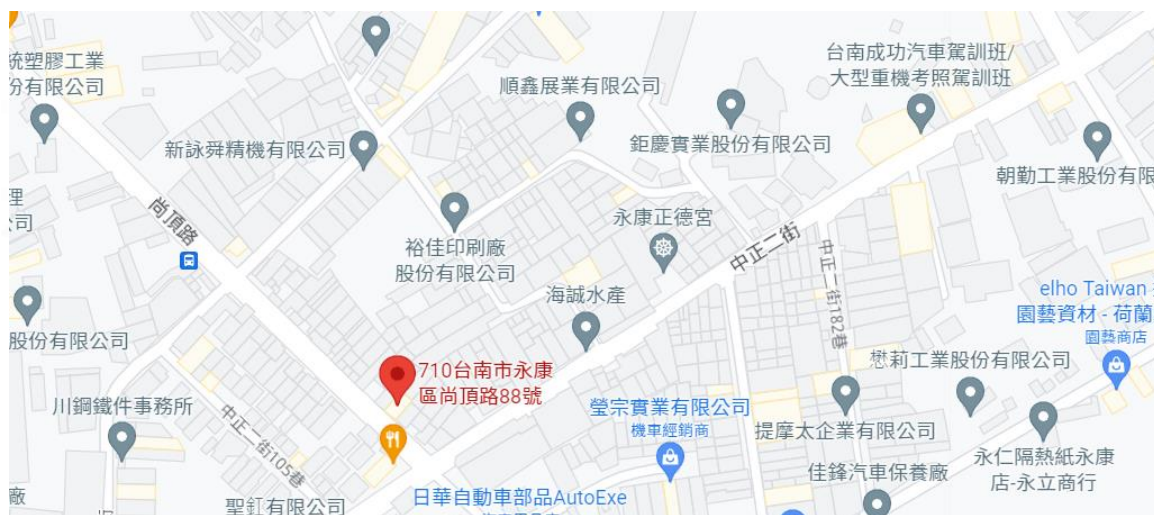 統塑膠工業
份有限公司
順鑫展業有限公司
台南成功汽車駕訓班/
大型重機考照駕訓班
新詠舜精機有限公司
鉅慶實業股份有限公司
朝勤工業股份有限
理
公司
尚頂路
裕佳印刷廠
股份有限公司
永康正德宮
中正二街
中正二街182巷
海誠水產
elho Tawian
園藝資材 - 荷蘭
園藝商店
股份有限公司
710台南市永康
區尚頂路88號
懋莉工業股份有限公司
川鋼鐵件事務所
中正二街105巷
瑩宗實業有限公司
機車經銷商
提摩太企業有限公司
永仁隔熱紙永康
店-永立商行
佳鋒汽車保養廠
廠
聖釭有限公司
日華自動車部品AutoExe